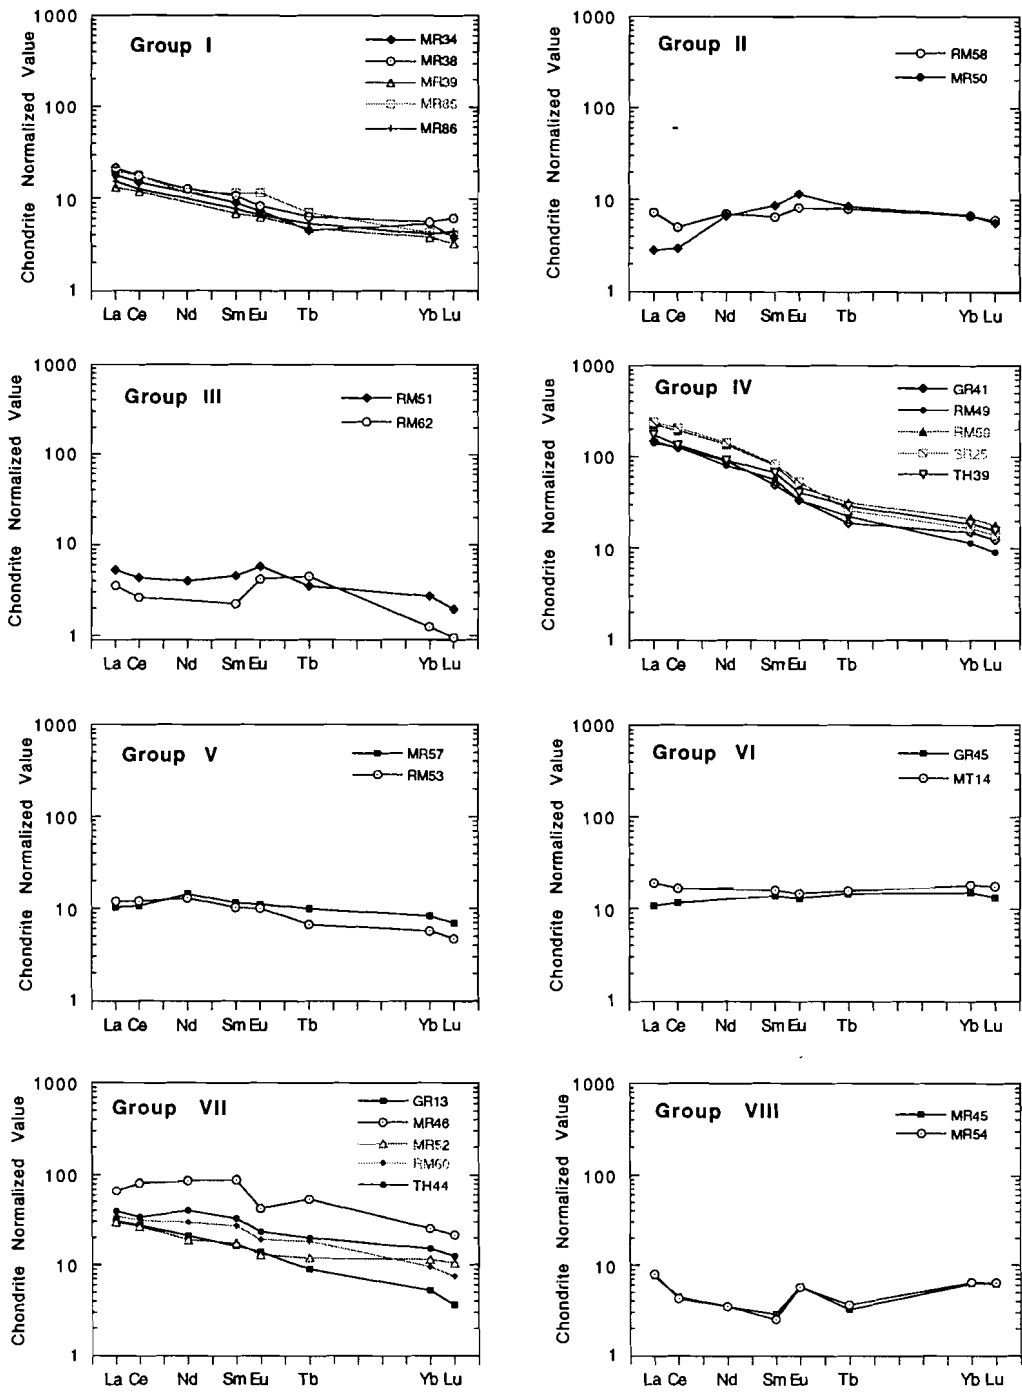 Group I
MR34
MR38
MR39
MR85
MR86
Chondrite Normalized Value
1000
100
10
1
La Ce Nd Sm Eu Tb Yb Lu
Group II
RM58
MR50
Chondrite Normalized Value
1000
100
10
1
La Ce Nd Sm Eu Tb Yb Lu
Group III
RM51
RM62
Chondrite Normalized Value
1000
100
10
1
La Ce Nd Sm Eu Tb Yb Lu
Group IV
GR41
RM49
RM59
SR25
TH39
Chondrite Normalized Value
1000
100
10
1
La Ce Nd Sm Eu Tb Yb Lu
Group V
MR57
RM53
Chondrite Normalized Value
1000
100
10
1
La Ce Nd Sm Eu Tb Yb Lu
Group VI
GR45
MT14
Chondrite Normalized Value
1000
100
10
1
La Ce Nd Sm Eu Tb Yb Lu
Group VII
GR13
MR46
MR52
RM60
TH44
Chondrite Normalized Value
1000
100
10
1
La Ce Nd Sm Eu Tb Yb Lu
Group VIII
MR45
MR54
Chondrite Normalized Value
1000
100
10
1
La Ce Nd Sm Eu Tb Yb Lu